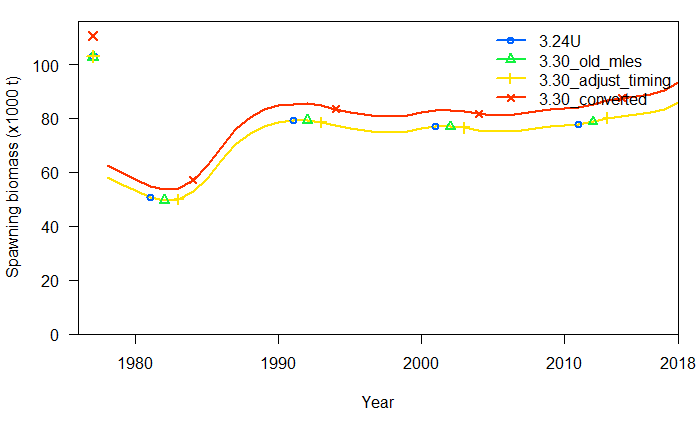 3.24U
3.30_old_mles
3.30_adjust_timing
3.30_converted
100
80
60
40
20
0
Spawning biomass (x1000 t)
1980 1990 2000 2010 2018
Year